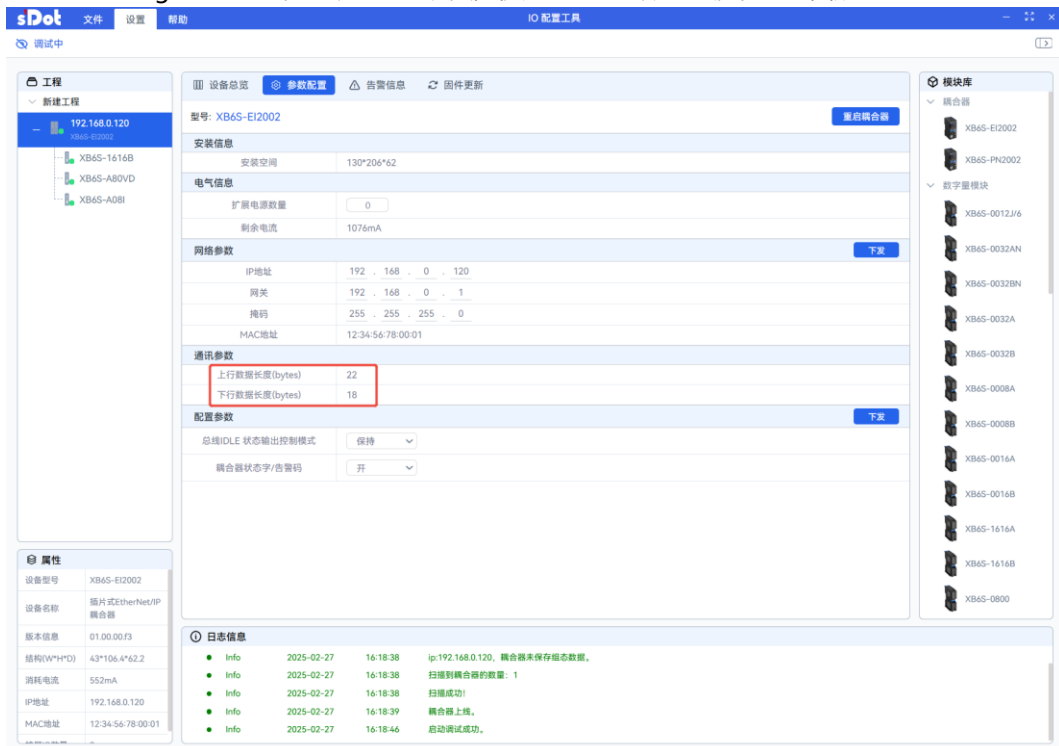 sDot 文件 设置 帮助 IO 配置工具
调试中
工程
新建工程
192.168.0.120
XB6S-EI2002
XB6S-1616B
XB6S-A80VD
XB6S-A08I
设备总览 参数配置 告警信息 固件更新
型号: XB6S-EI2002 重启耦合器
安装信息
安装空间 130*206*62
电气信息
扩展电源数量 0
剩余电流 1076mA
网络参数 下发
IP地址 192 . 168 . 0 . 120
网关 192 . 168 . 0 . 1
掩码 255 . 255 . 255 . 0
MAC地址 12:34:56:78:00:01
通讯参数
上行数据长度(bytes) 22
下行数据长度(bytes) 18
配置参数 下发
总线IDLE 状态输出控制模式 保持
耦合器状态字/告警码 开
模块库
耦合器
XB6S-EI2002
XB6S-PN2002
数字量模块
XB6S-0012J/6
XB6S-0032AN
XB6S-0032BN
XB6S-0032A
XB6S-0032B
XB6S-0008A
XB6S-0008B
XB6S-0016A
XB6S-0016B
XB6S-1616A
XB6S-1616B
XB6S-0800
属性
设备型号 XB6S-EI2002
设备名称 插片式EtherNet/IP
耦合器
版本信息 01.00.00.f3
结构(W*H*D) 43*106.4*62.2
消耗电流 552mA
IP地址 192.168.0.120
MAC地址 12:34:56:78:00:01
日志信息
Info 2025-02-27 16:18:38 ip:192.168.0.120，耦合器未保存组态数据。
Info 2025-02-27 16:18:38 扫描到耦合器的数量: 1
Info 2025-02-27 16:18:38 扫描成功!
Info 2025-02-27 16:18:39 耦合器上线。
Info 2025-02-27 16:18:46 启动调试成功。